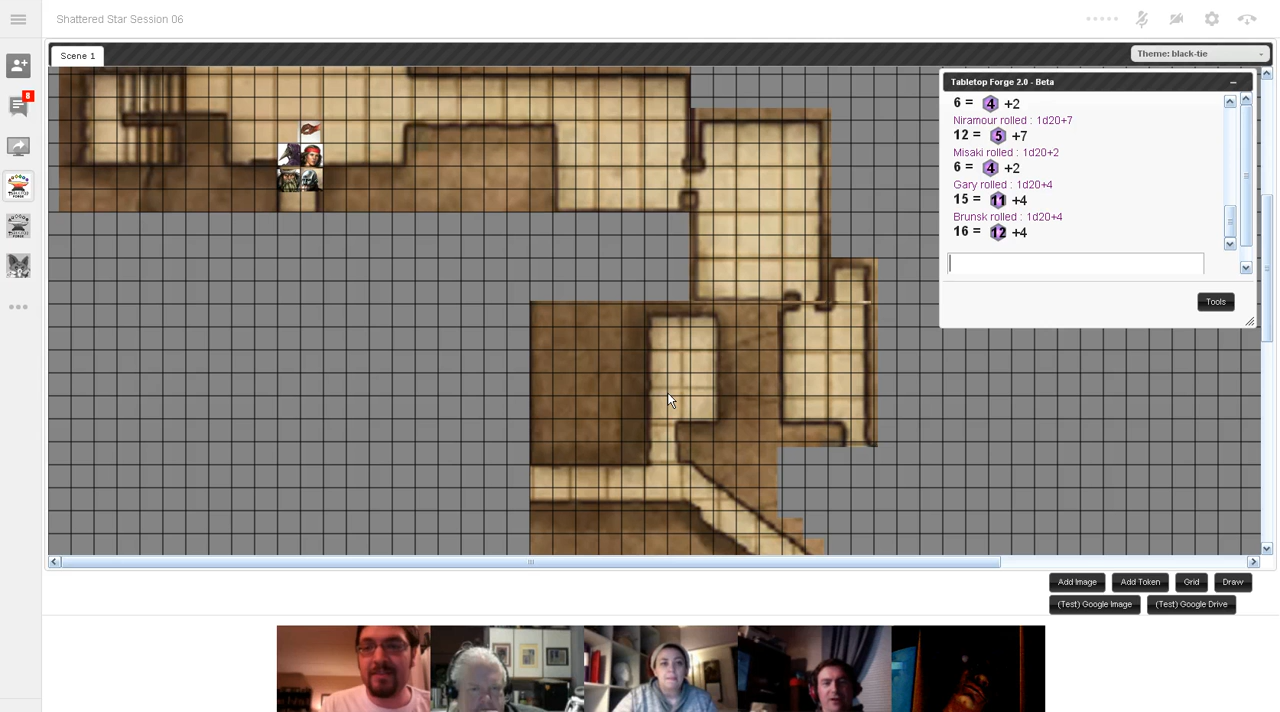 Shattered Star Session 06
Scene 1
Theme: black-tie
8
Tabletop Forge 2.0 - Beta
6 = 4 +2
Niramour rolled : 1d20+7
12 = 5 +7
Misaki rolled : 1d20+2
6 = 4 +2
Gary rolled : 1d20+4
15 = 11 +4
Brunsk rolled : 1d20+4
16 = 12 +4
Tools
Add Image
Add Token
Grid
Draw
(Test) Google Image
(Test) Google Drive